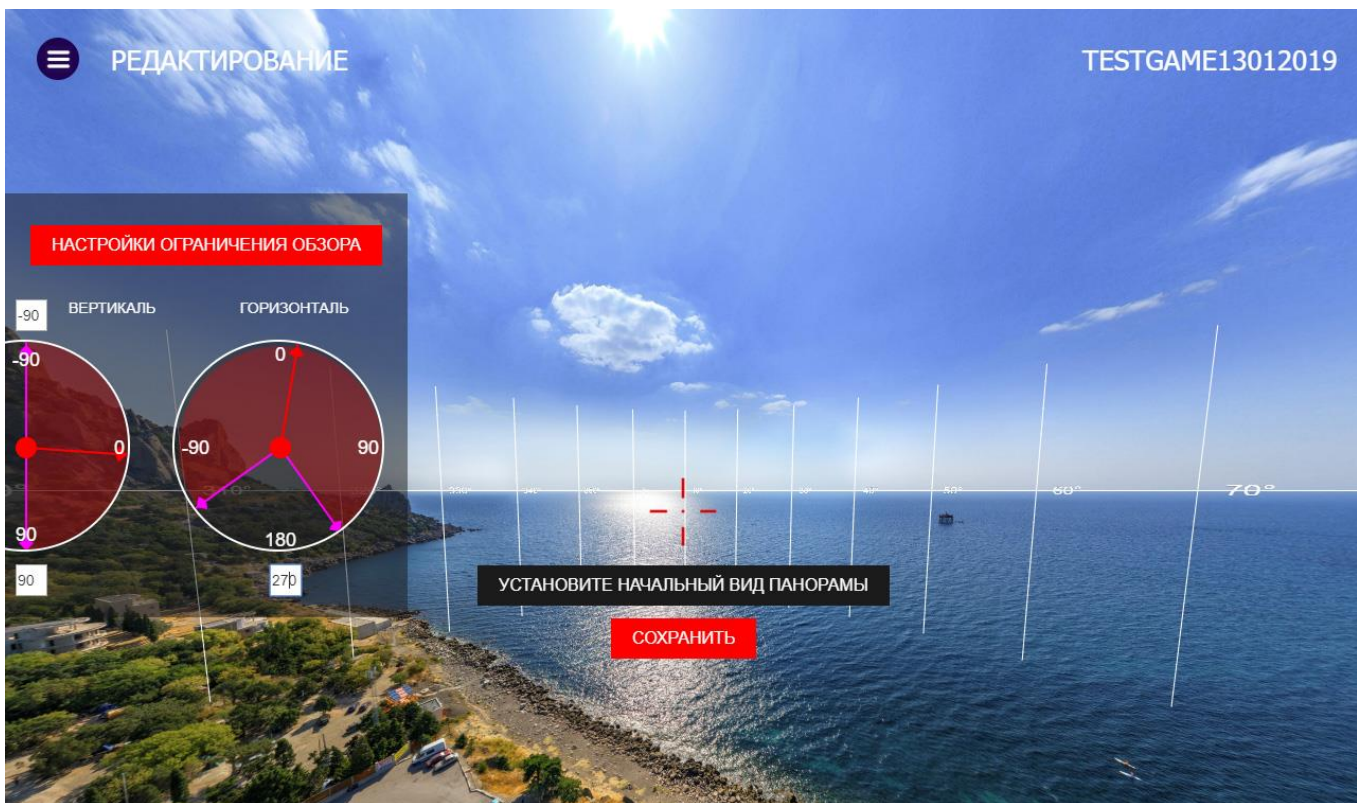 РЕДАКТИРОВАНИЕ
TESTGAME13012019
НАСТРОЙКИ ОГРАНИЧЕНИЯ ОБЗОРА
-90 ВЕРТИКАЛЬ ГОРИЗОНТАЛЬ
-90 0
0 -90 90
50° 60° 70°
90 180
90 270
УСТАНОВИТЕ НАЧАЛЬНЫЙ ВИД ПАНОРАМЫ
СОХРАНИТЬ